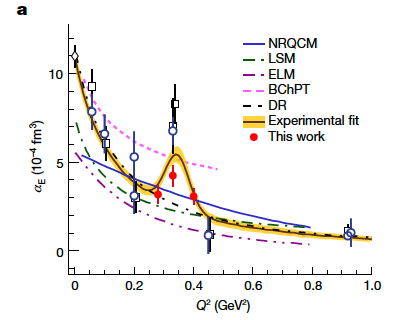 a
NRQCM
LSM
ELM
BChPT
DR
Experimental fit
This work
10
5
0
αE (10⁻⁴ fm³)
0 0.2 0.4 0.6 0.8 1.0
Q² (GeV²)